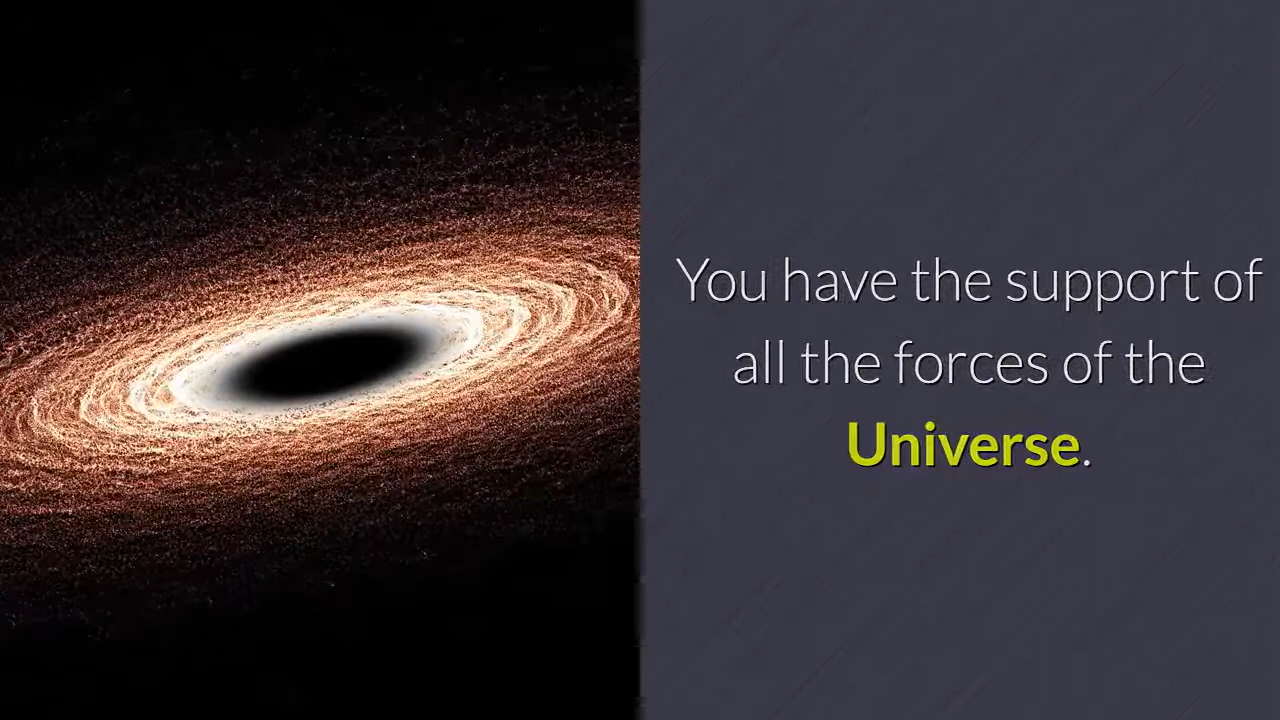 You have the support of
all the forces of the
Universe.